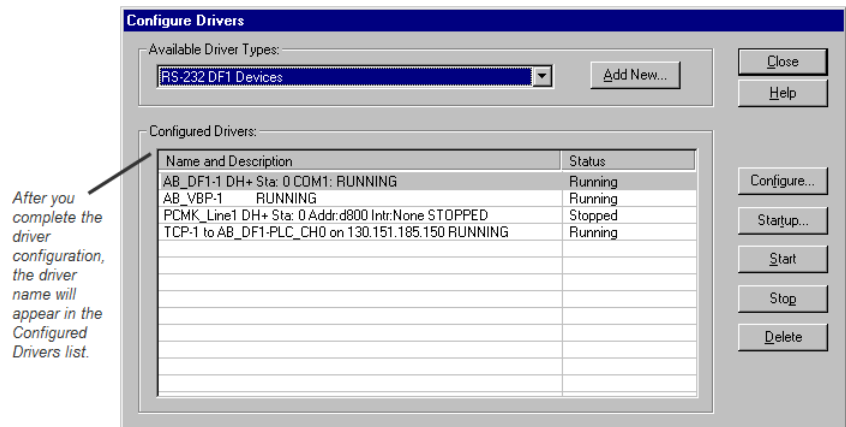 Configure Drivers
Available Driver Types:
RS-232 DF1 Devices
Add New...
Close
Help
Configured Drivers:
Name and Description Status
AB_DF1-1 DH+ Sta: 0 COM1: RUNNING Running
AB_VBP-1 RUNNING Running
PCMK_Line1 DH+ Sta: 0 Addr:d800 Intr:None STOPPED Stopped
TCP-1 to AB_DF1-PLC_CH0 on 130.151.185.150 RUNNING Running
Configure...
Startup...
Start
Stop
Delete
After you
complete the
driver
configuration,
the driver
name will
appear in the
Configured
Drivers list.